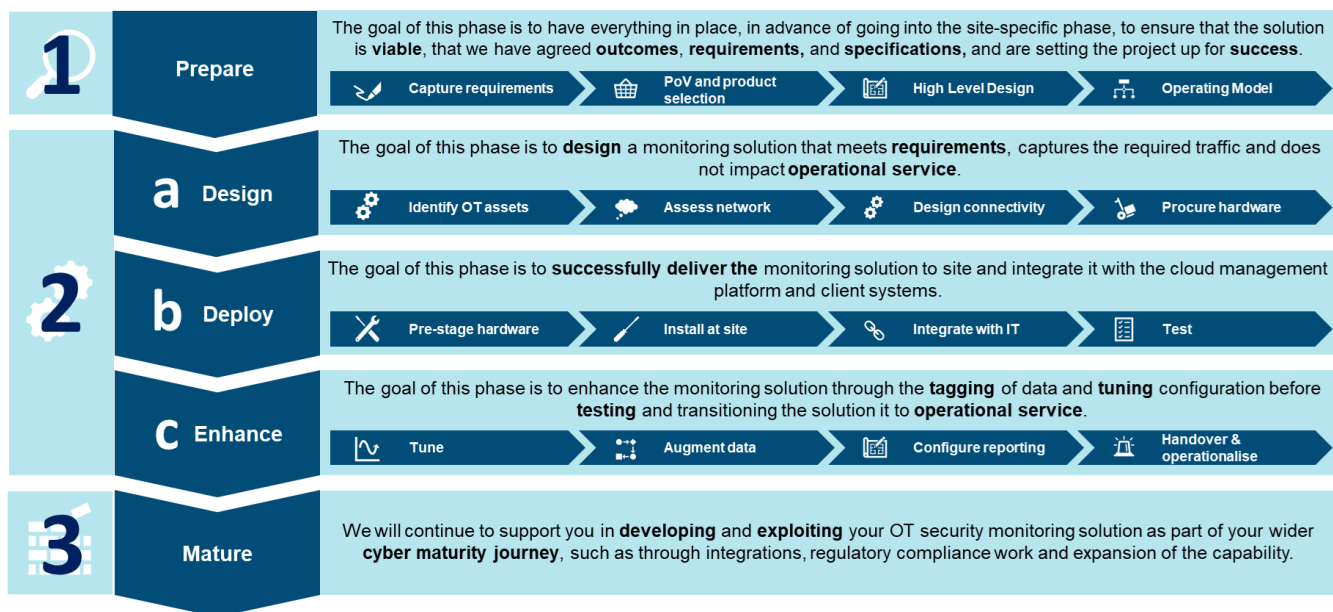 1
Prepare
The goal of this phase is to have everything in place, in advance of going into the site-specific phase, to ensure that the solution
is viable, that we have agreed outcomes, requirements, and specifications, and are setting the project up for success.
Capture requirements
PoV and product
selection
High Level Design
Operating Model
2
a Design
The goal of this phase is to design a monitoring solution that meets requirements, captures the required traffic and does
not impact operational service.
Identify OT assets
Assess network
Design connectivity
Procure hardware
b Deploy
The goal of this phase is to successfully deliver the monitoring solution to site and integrate it with the cloud management
platform and client systems.
Pre-stage hardware
Install at site
Integrate with IT
Test
c Enhance
The goal of this phase is to enhance the monitoring solution through the tagging of data and tuning configuration before
testing and transitioning the solution it to operational service.
Tune
Augment data
Configure reporting
Handover &
operationalise
3
Mature
We will continue to support you in developing and exploiting your OT security monitoring solution as part of your wider
cyber maturity journey, such as through integrations, regulatory compliance work and expansion of the capability.